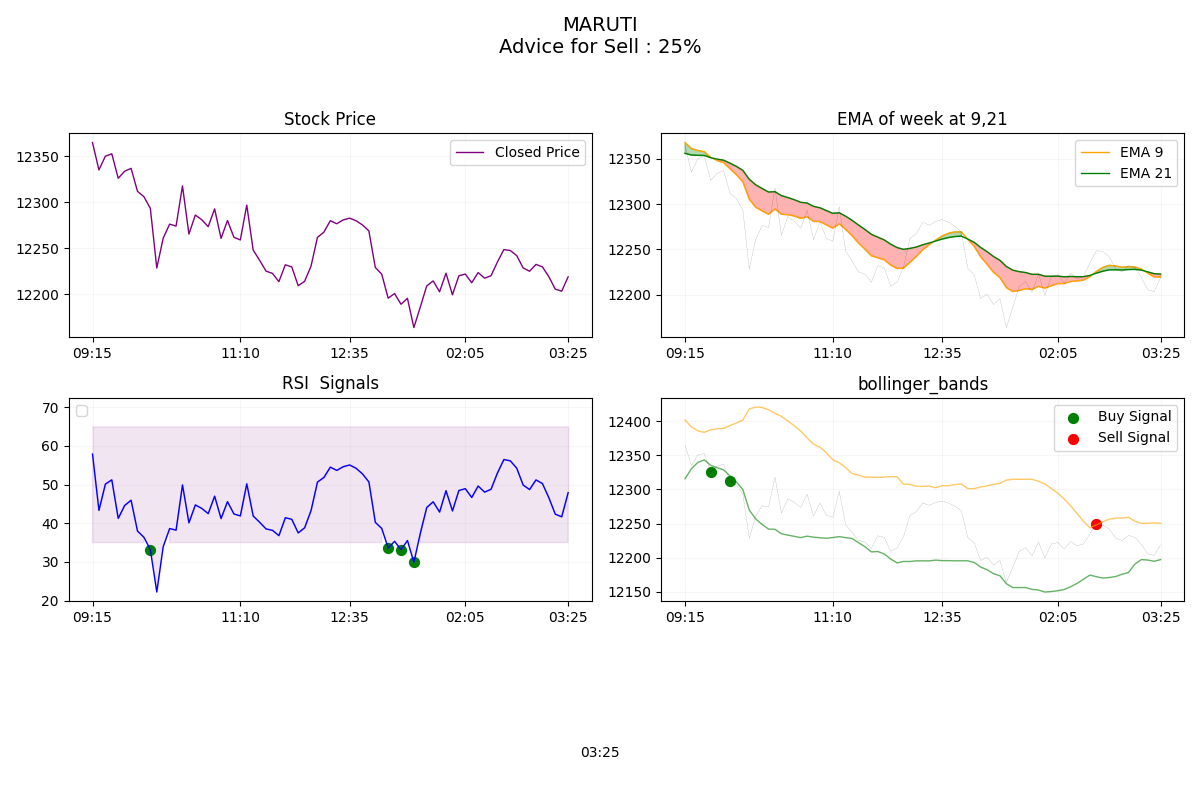 MARUTI
Advice for Sell : 25%
Stock Price
12350
12300
12250
12200
Closed Price
09:15 11:10 12:35 02:05 03:25
EMA of week at 9,21
12350
12300
12250
12200
EMA 9
EMA 21
09:15 11:10 12:35 02:05 03:25
RSI  Signals
70
60
50
40
30
20
09:15 11:10 12:35 02:05 03:25
bollinger_bands
12400
12350
12300
12250
12200
12150
Buy Signal
Sell Signal
09:15 11:10 12:35 02:05 03:25
03:25